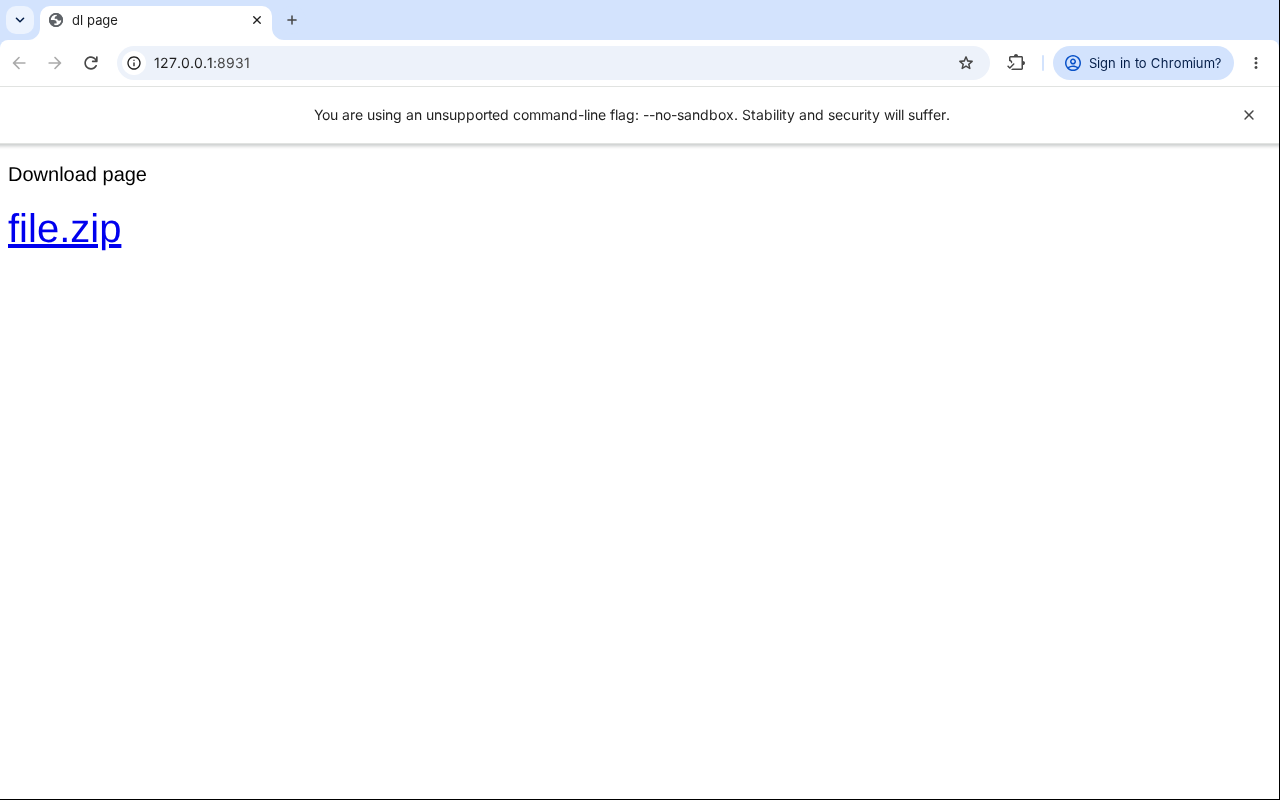 dl page
127.0.0.1:8931
Sign in to Chromium?
You are using an unsupported command-line flag: --no-sandbox. Stability and security will suffer.
Download page
file.zip